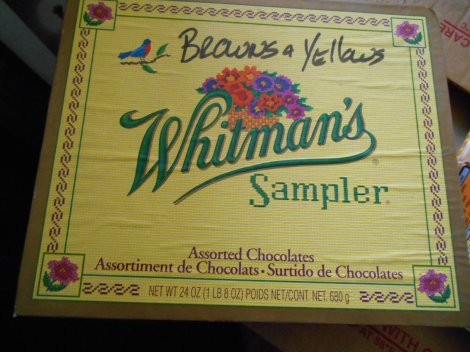 BROWNS & YELLOWS
Whitman's
Sampler
Assorted Chocolates
Assortiment de Chocolats • Surtido de Chocolates
NET WT 24 OZ (1 LB 8 OZ) POIDS NET/CONT. NET. 680 g
WITH